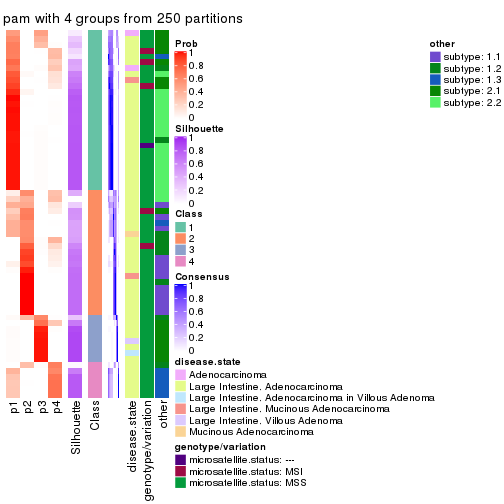 pam with 4 groups from 250 partitions
Prob
1
0.8
0.6
0.4
0.2
0
Silhouette
1
0.8
0.6
0.4
0.2
0
Class
1
2
3
4
Consensus
1
0.8
0.6
0.4
0.2
0
disease.state
Adenocarcinoma
Large Intestine. Adenocarcinoma
Large Intestine. Adenocarcinoma in Villous Adenoma
Large Intestine. Mucinous Adenocarcinoma
Large Intestine. Villous Adenoma
Mucinous Adenocarcinoma
genotype/variation
microsatellite.status: ---
microsatellite.status: MSI
microsatellite.status: MSS
other
subtype: 1.1
subtype: 1.2
subtype: 1.3
subtype: 2.1
subtype: 2.2
p1
p2
p3
p4
Silhouette
Class
disease.state
genotype/variation
other